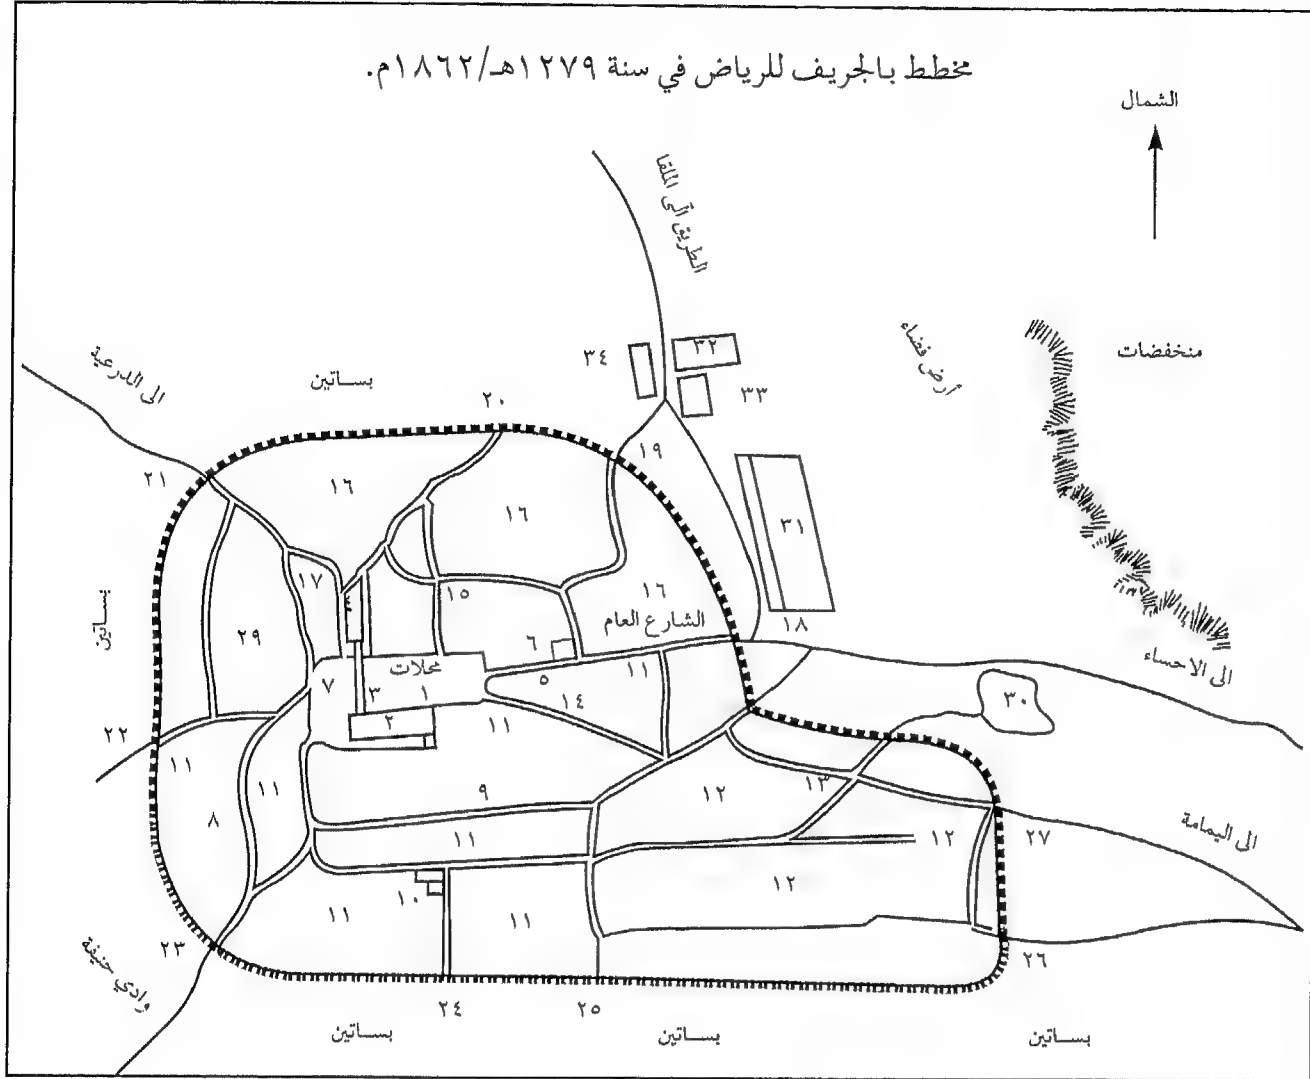 مخطط بالجريف للرياض في سنة ١٢٧٩هـ/١٨٦٢م.
الشمال
الطريق الى الملقا
أرض فضاء
منخفضات
٣٤
٣٢
٣٣
الى الدرعية
بساتين
٢٠
١٩
٢١
١٦
١٦
٣١
١٧
١٥
١٦
بساتين
٢٩
٦
الشارع العام
١٨
الى الاحساء
محلات
١١
٧
٣
١
٥
١٤
٣٠
٢
١١
٢٢
١١
١١
٩
١٢
١٣
٨
١١
١٢
٢٧
الى اليمامة
١٠
١١
١١
١٢
٢٣
٢٦
وادي حنيفة
٢٤
٢٥
بساتين
بساتين
بساتين